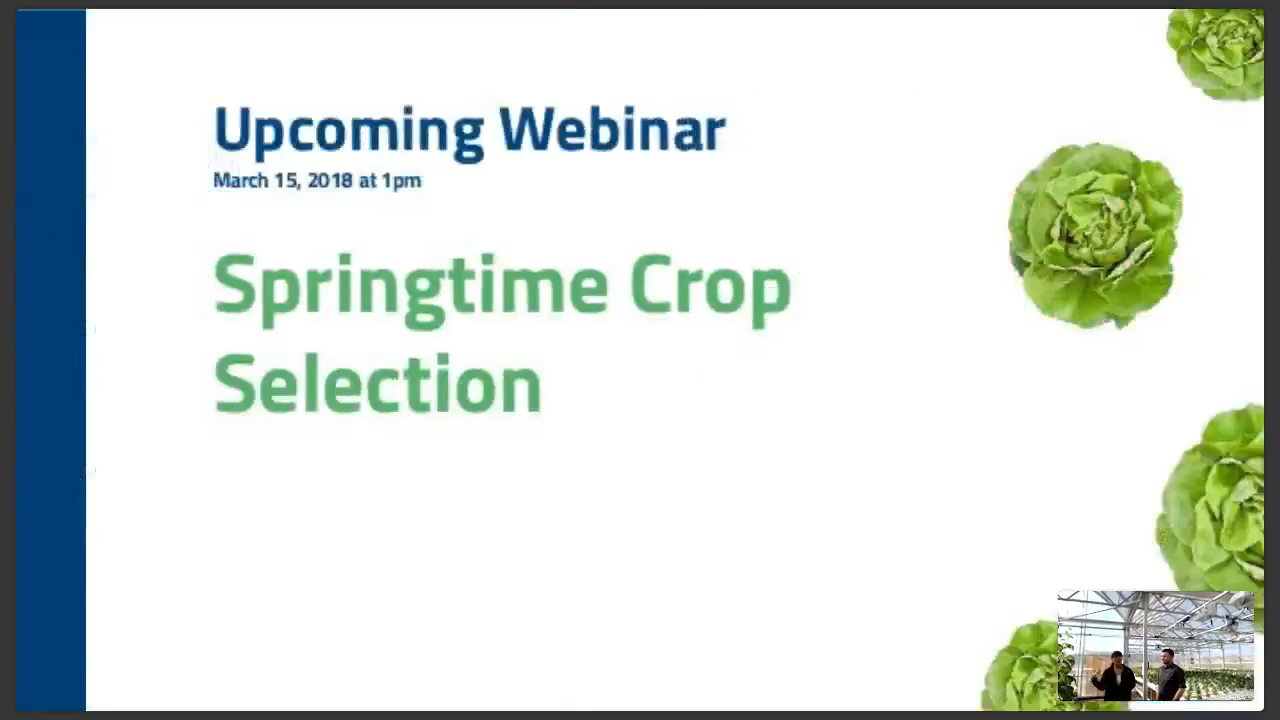 Upcoming Webinar
March 15, 2018 at 1pm
Springtime Crop
Selection